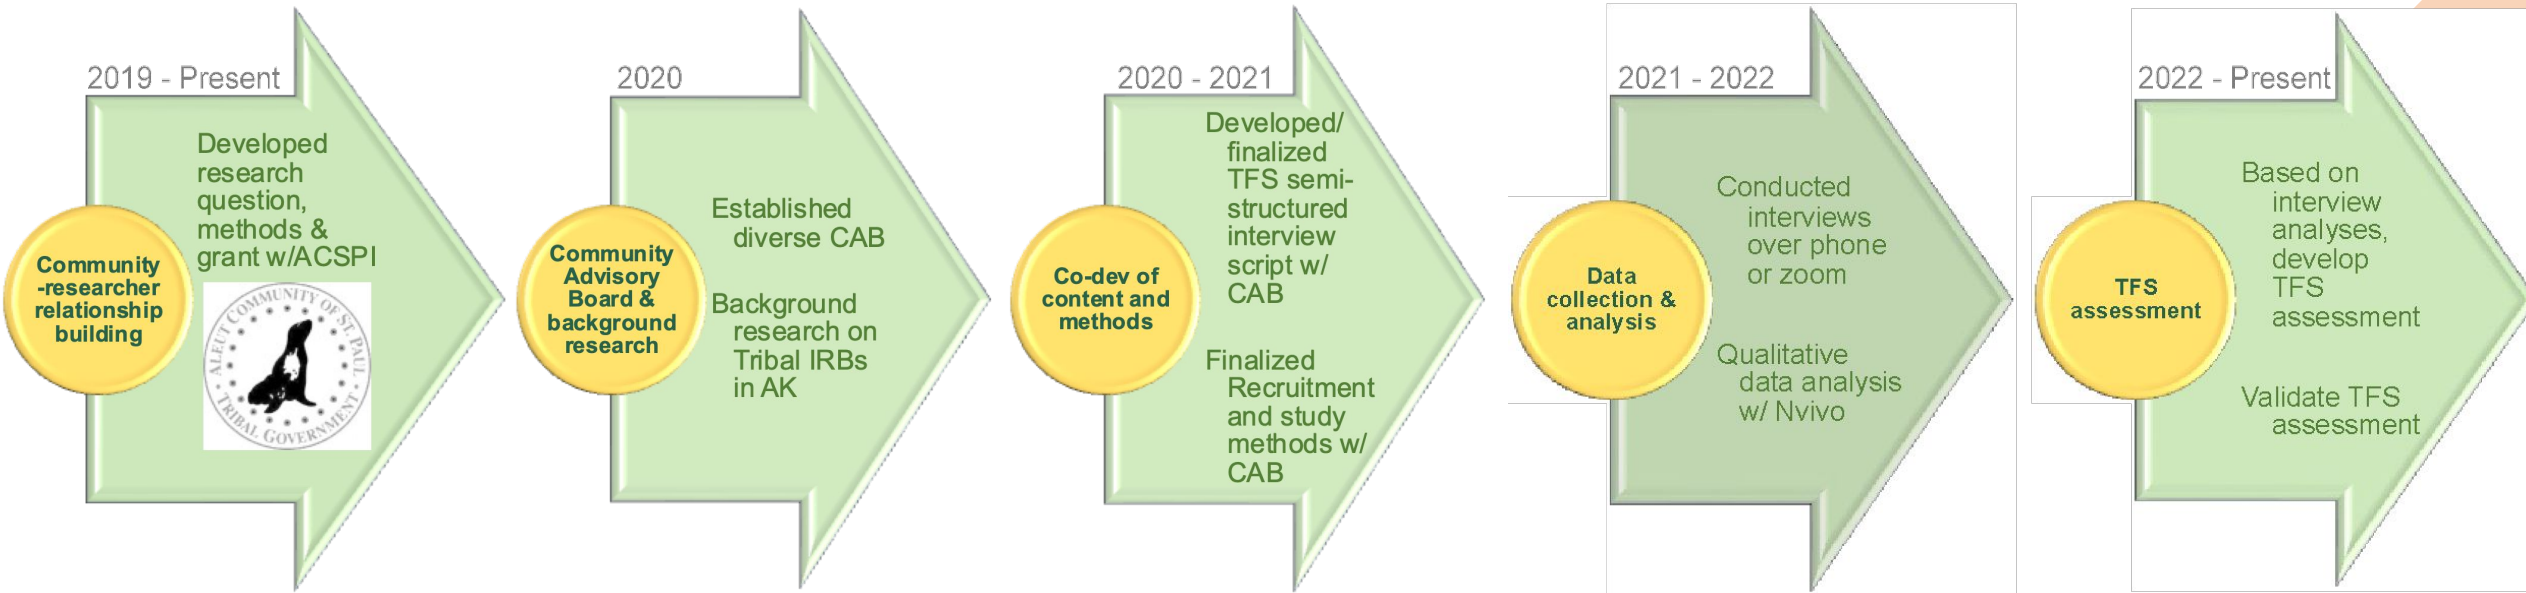 2019 - Present
Developed
research
question,
methods &
grant w/ACSPI
Community
-researcher
relationship
building
ALEUT COMMUNITY OF ST. PAUL
TRIBAL GOVERNMENT
2020
Established
diverse CAB
Background
research on
Tribal IRBs
in AK
Community
Advisory
Board &
background
research
2020 - 2021
Developed/
finalized
TFS semi-
structured
interview
script w/
CAB
Finalized
Recruitment
and study
methods w/
CAB
Co-dev of
content and
methods
2021 - 2022
Conducted
interviews
over phone
or zoom
Qualitative
data analysis
w/ Nvivo
Data
collection &
analysis
2022 - Present
Based on
interview
analyses,
develop
TFS
assessment
Validate TFS
assessment
TFS
assessment